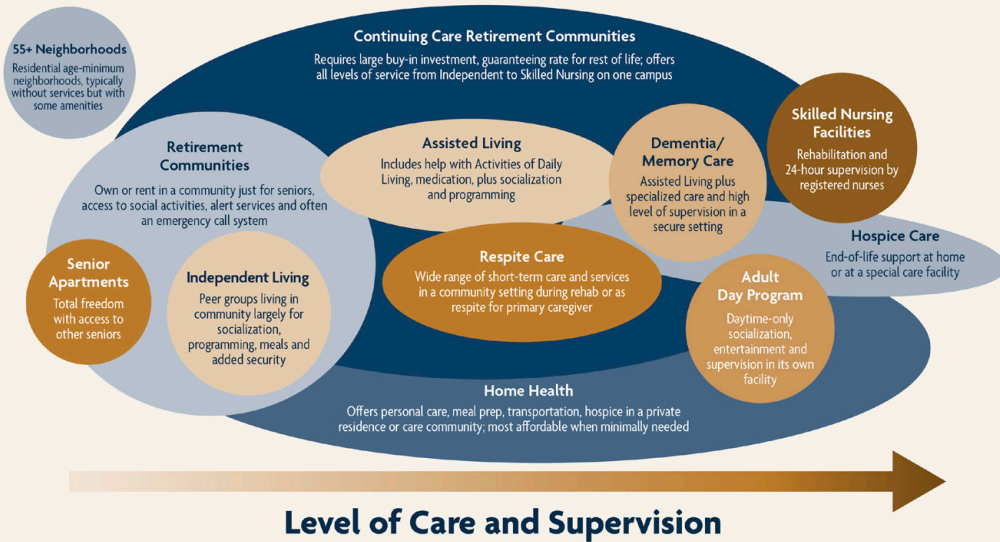 55+ Neighborhoods
Residential age-minimum
neighborhoods, typically
without services but with
some amenities
Continuing Care Retirement Communities
Requires large buy-in investment, guaranteeing rate for rest of life; offers
all levels of service from Independent to Skilled Nursing on one campus
Retirement
Communities
Own or rent in a community just for seniors,
access to social activities, alert services and often
an emergency call system
Assisted Living
Includes help with Activities of Daily
Living, medication, plus socialization
and programming
Dementia/
Memory Care
Assisted Living plus
specialized care and high
level of supervision in a
secure setting
Skilled Nursing
Facilities
Rehabilitation and
24-hour supervision by
registered nurses
Senior
Apartments
Total freedom
with access to
other seniors
Independent Living
Peer groups living in
community largely for
socialization,
programming, meals and
added security
Respite Care
Wide range of short-term care and services
in a community setting during rehab or as
respite for primary caregiver
Hospice Care
End-of-life support at home
or at a special care facility
Adult
Day Program
Daytime-only
socialization,
entertainment and
supervision in its own
facility
Home Health
Offers personal care, meal prep, transportation, hospice in a private
residence or care community; most affordable when minimally needed
Level of Care and Supervision